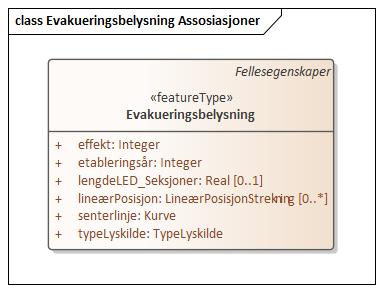 class Evakueringsbelysning Assosiasjoner
Fellesegenskaper
«featureType»
Evakueringsbelysning
+ effekt: Integer
+ etableringsår: Integer
+ lengdeLED_Seksjoner: Real [0..1]
+ lineærPosisjon: LineærPosisjonStrekning [0..*]
+ senterlinje: Kurve
+ typeLyskilde: TypeLyskilde